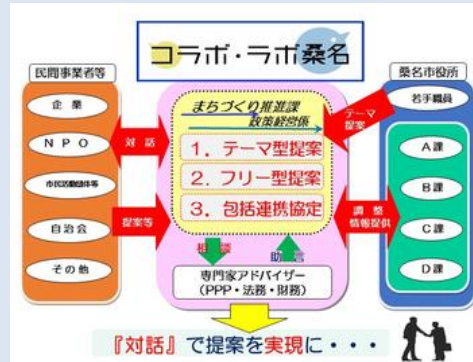 コラボ・ラボ桑名
民間事業者等
企業
NPO
市民活動団体等
自治会
その他
対話
提案等
まちづくり推進課
政策経営係
1．テーマ型提案
2．フリー型提案
3．包括連携協定
相談
助言
専門家アドバイザー
(PPP・法務・財務)
桑名市役所
若手職員
テーマ
提案
A課
B課
C課
D課
調整
情報提供
『対話』で提案を実現に・・・